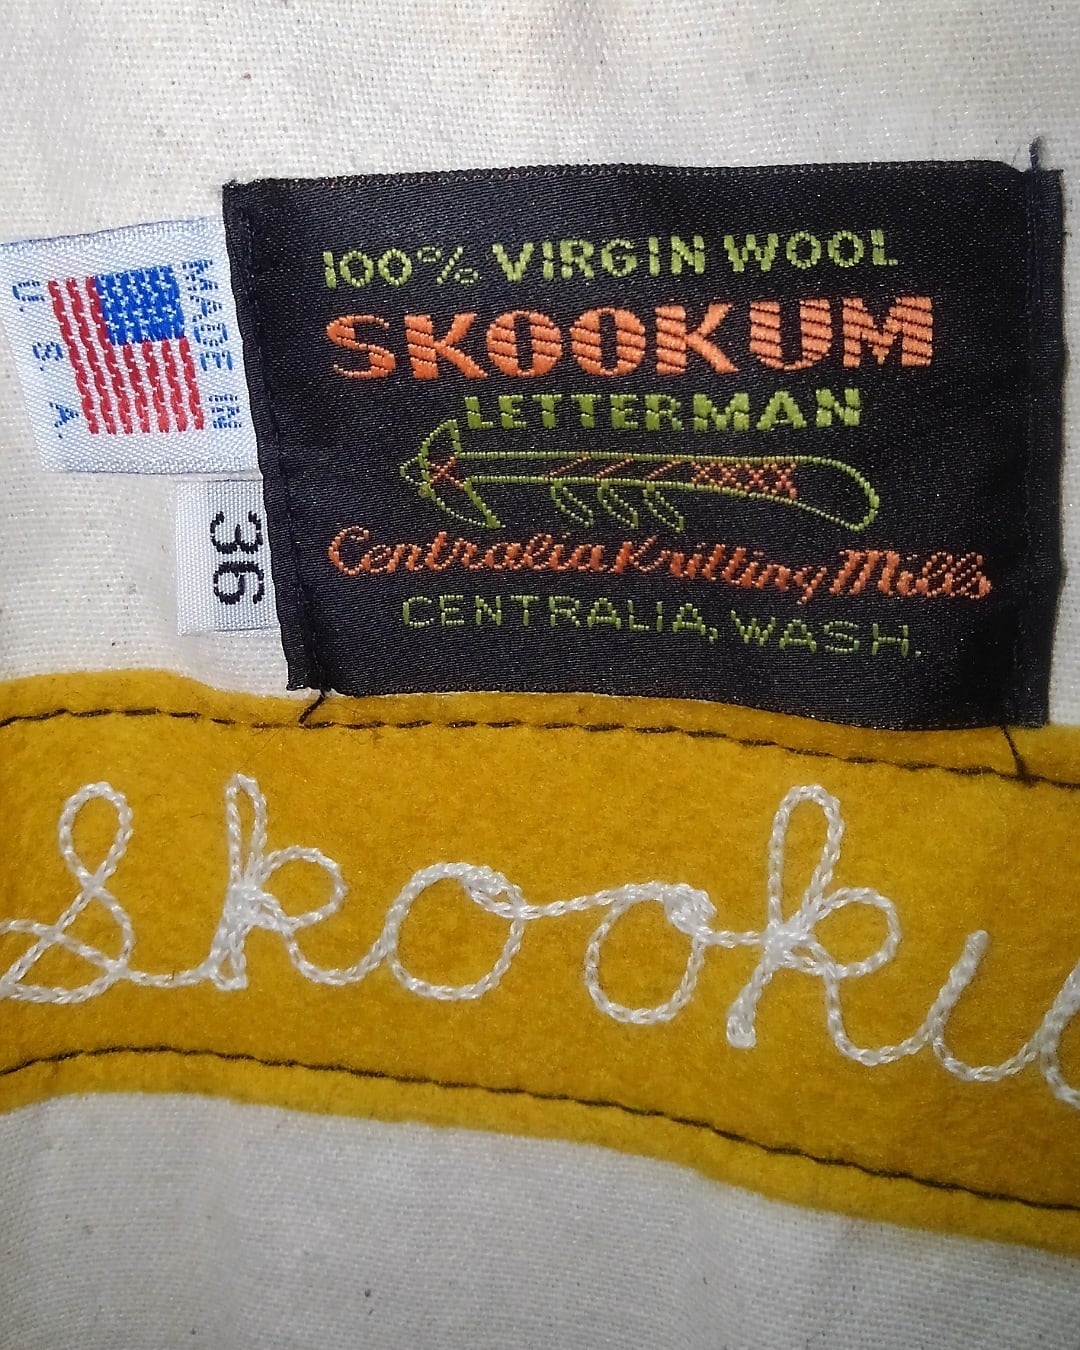 100% VIRGIN WOOL
SKOOKUM
LETTERMAN
Centralia Knitting Mills
CENTRALIA, WASH.
MADE IN
U. S. A.
36
Skooku